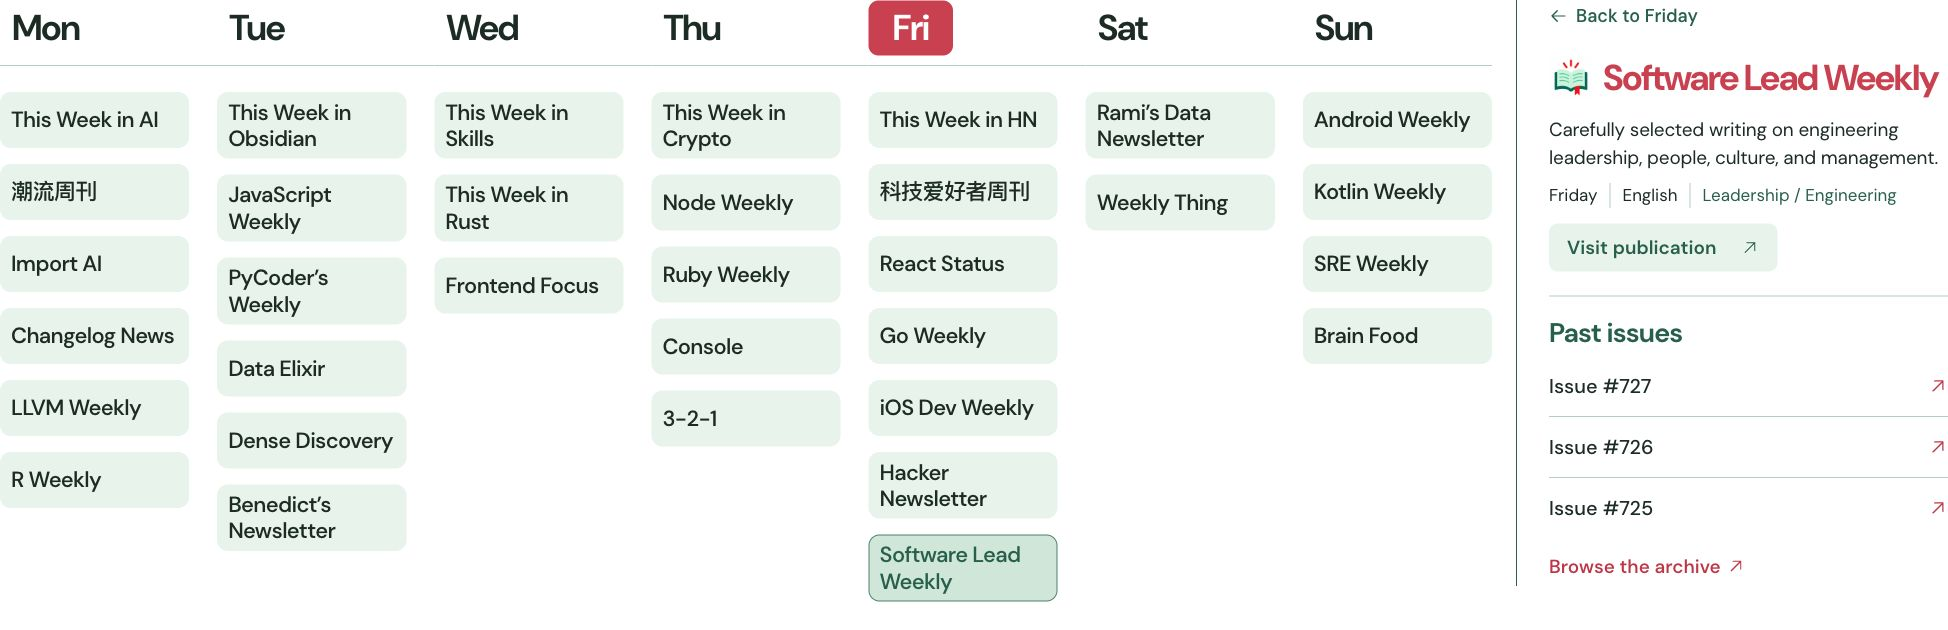 Mon
This Week in AI
潮流周刊
Import AI
Changelog News
LLVM Weekly
R Weekly
Tue
This Week in
Obsidian
JavaScript
Weekly
PyCoder’s
Weekly
Data Elixir
Dense Discovery
Benedict’s
Newsletter
Wed
This Week in
Skills
This Week in
Rust
Frontend Focus
Thu
This Week in
Crypto
Node Weekly
Ruby Weekly
Console
3-2-1
Fri
This Week in HN
科技爱好者周刊
React Status
Go Weekly
iOS Dev Weekly
Hacker
Newsletter
Software Lead
Weekly
Sat
Rami’s Data
Newsletter
Weekly Thing
Sun
Android Weekly
Kotlin Weekly
SRE Weekly
Brain Food
← Back to Friday
Software Lead Weekly
Carefully selected writing on engineering
leadership, people, culture, and management.
Friday | English | Leadership / Engineering
Visit publication ↗
Past issues
Issue #727 ↗
Issue #726 ↗
Issue #725 ↗
Browse the archive ↗